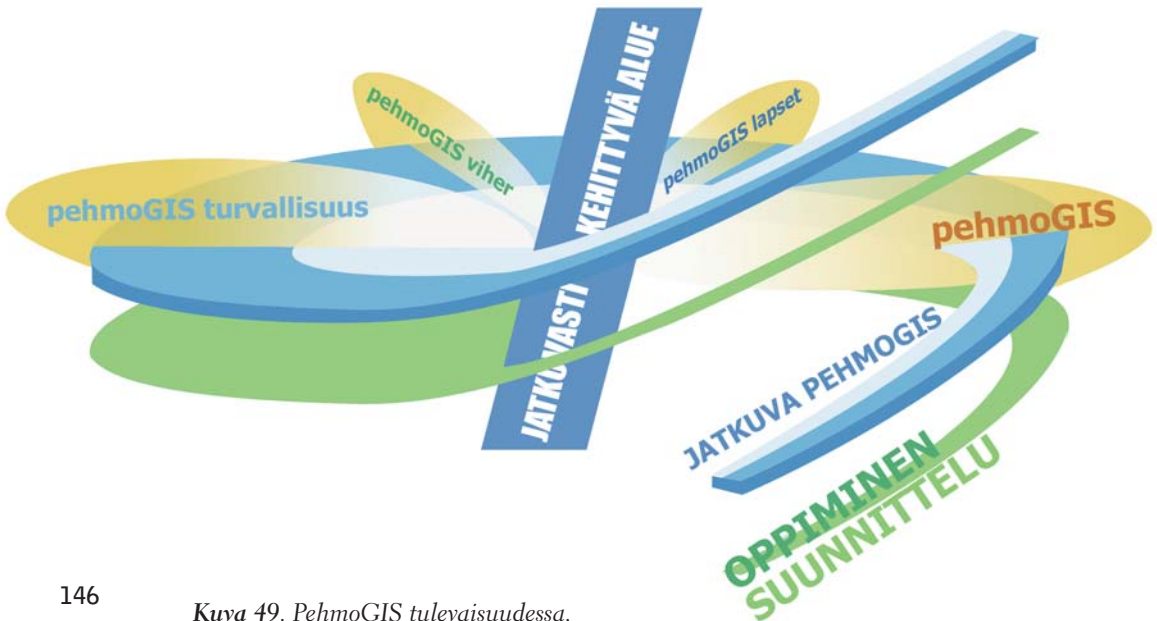 JATKUVASTI KEHITTYVÄ ALUE
pehmoGIS viher
pehmoGIS lapset
pehmoGIS turvallisuus
pehmoGIS
JATKUVA PEHMOGIS
OPPIMINEN
SUUNNITTELU
146
Kuva 49. PehmoGIS tulevaisuudessa.